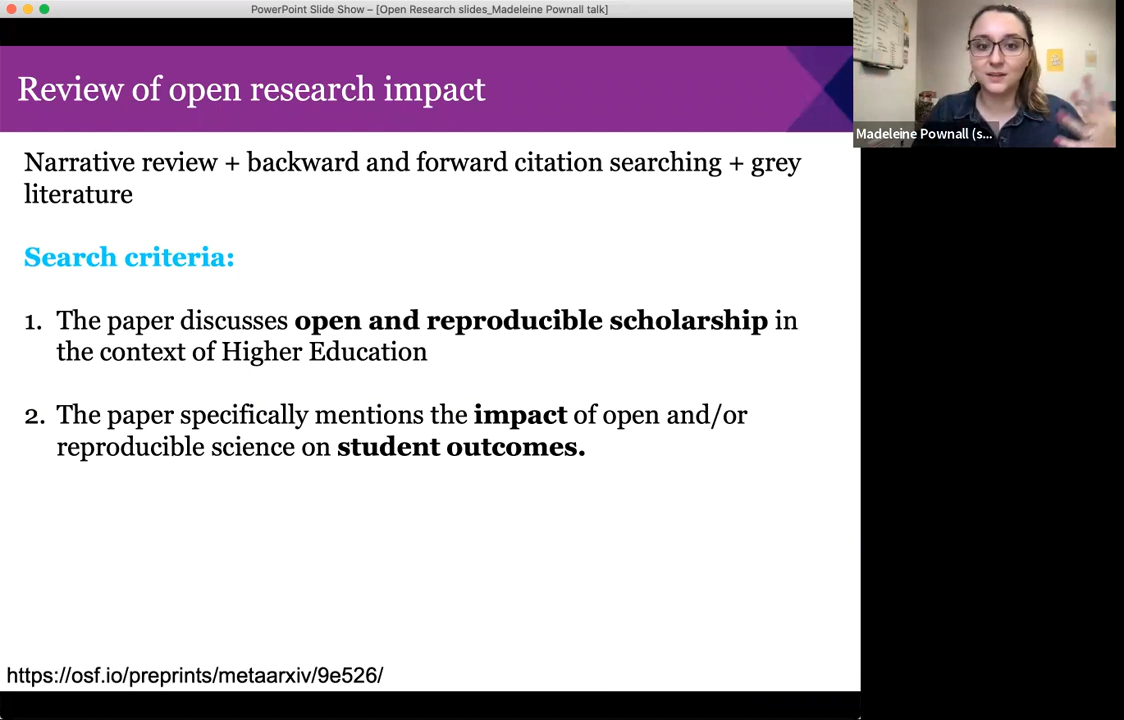 PowerPoint Slide Show – [Open Research slides_Madeleine Pownall talk]
Review of open research impact
Madeleine Pownall (s...
Narrative review + backward and forward citation searching + grey
literature
Search criteria:
1. The paper discusses open and reproducible scholarship in
the context of Higher Education
2. The paper specifically mentions the impact of open and/or
reproducible science on student outcomes.
https://osf.io/preprints/metaarxiv/9e526/